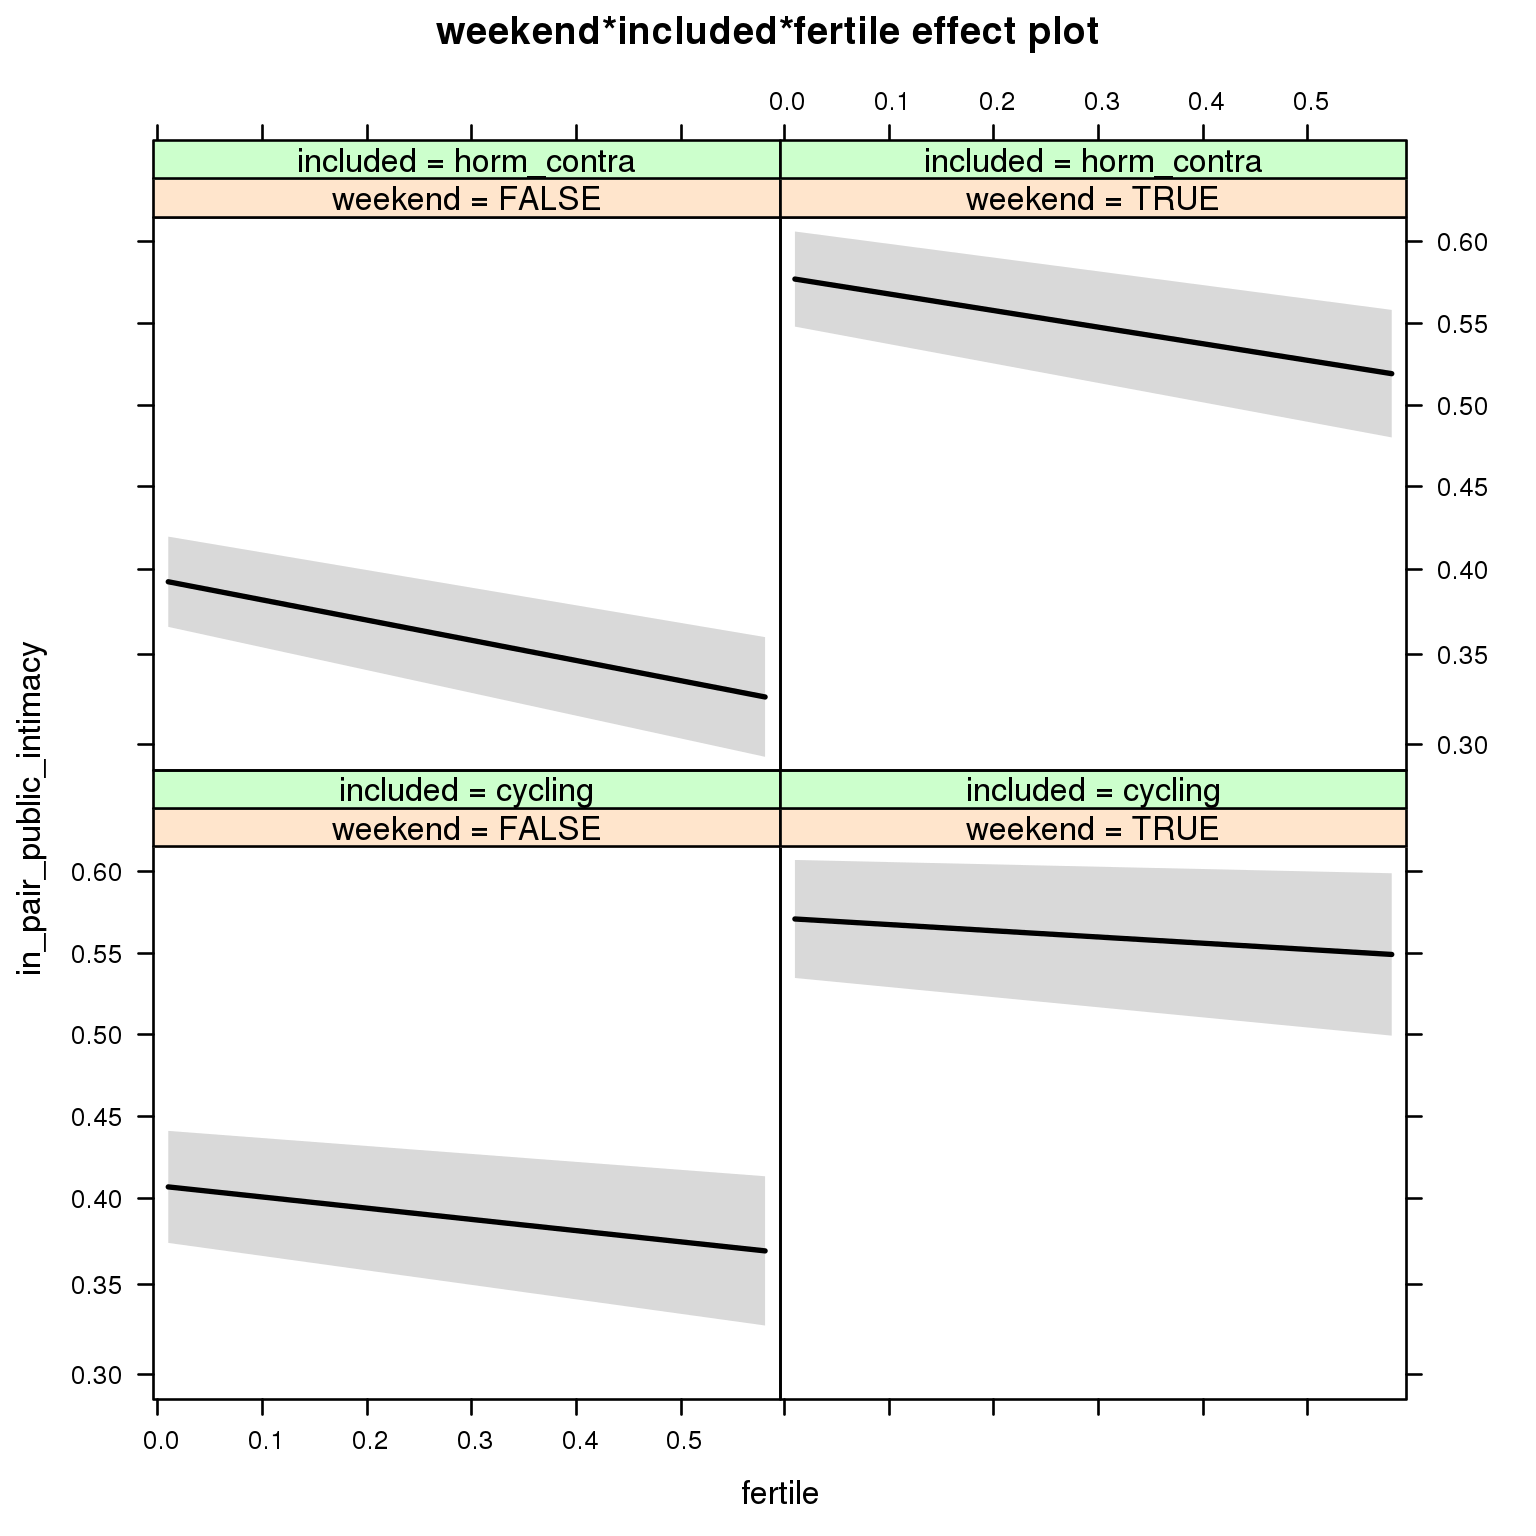 weekend*included*fertile effect plot
0.0 0.1 0.2 0.3 0.4 0.5
included = horm_contra included = horm_contra
weekend = FALSE weekend = TRUE
0.60
0.55
0.50
0.45
0.40
0.35
0.30
in_pair_public_intimacy
included = cycling included = cycling
weekend = FALSE weekend = TRUE
0.60
0.55
0.50
0.45
0.40
0.35
0.30
0.0 0.1 0.2 0.3 0.4 0.5
fertile